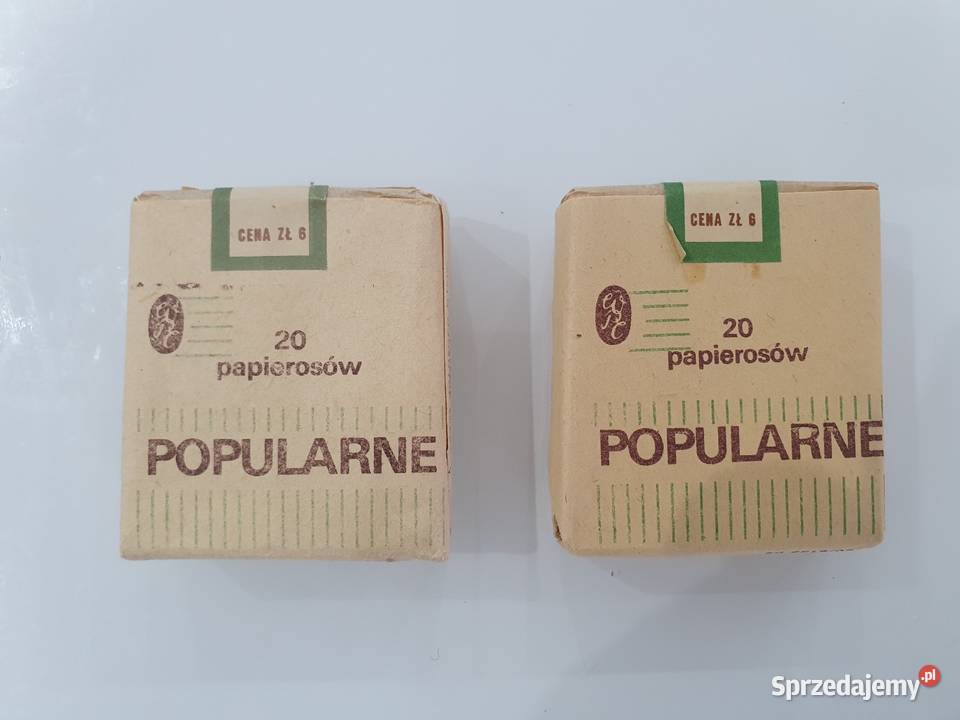 CENA ZŁ 6
20
papierosów
POPULARNE
CENA ZŁ 6
20
papierosów
POPULARNE
Sprzedajemy.pl